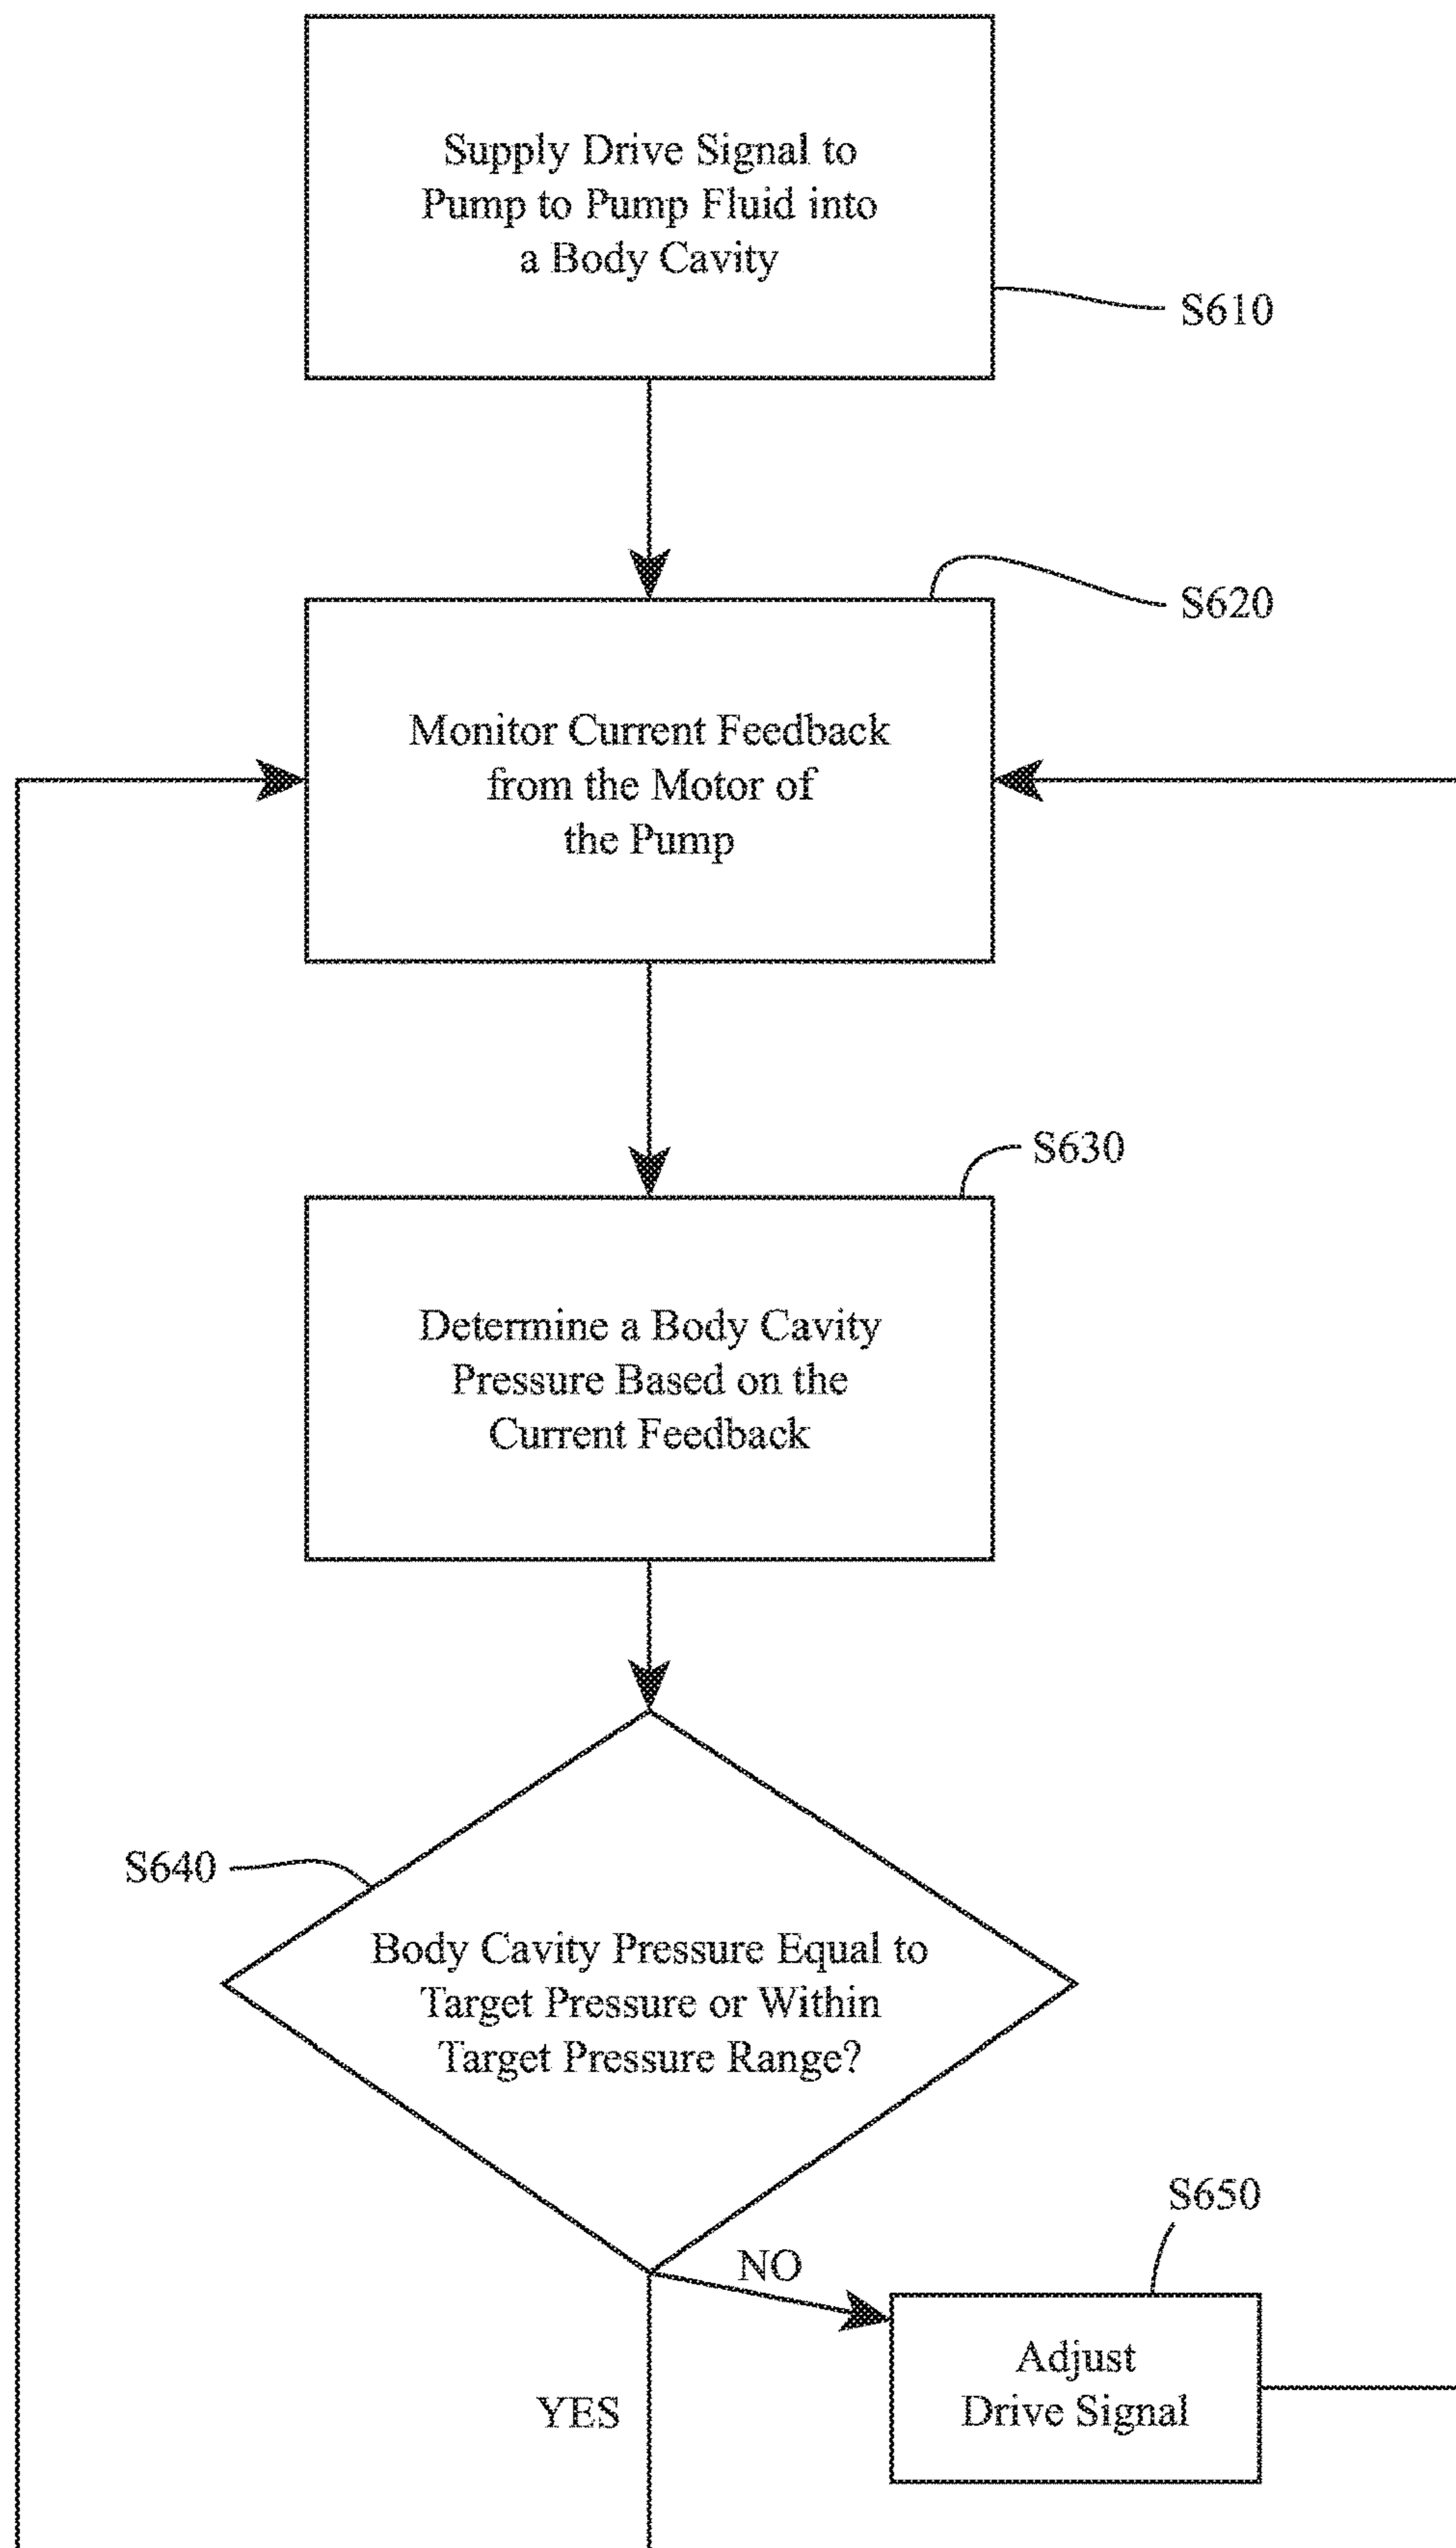 Supply Drive Signal to
Pump to Pump Fluid into
a Body Cavity
S610
S620
Monitor Current Feedback
from the Motor of
the Pump
S630
Determine a Body Cavity
Pressure Based on the
Current Feedback
S640
Body Cavity Pressure Equal to
Target Pressure or Within
Target Pressure Range?
S650
NO
Adjust
Drive Signal
YES